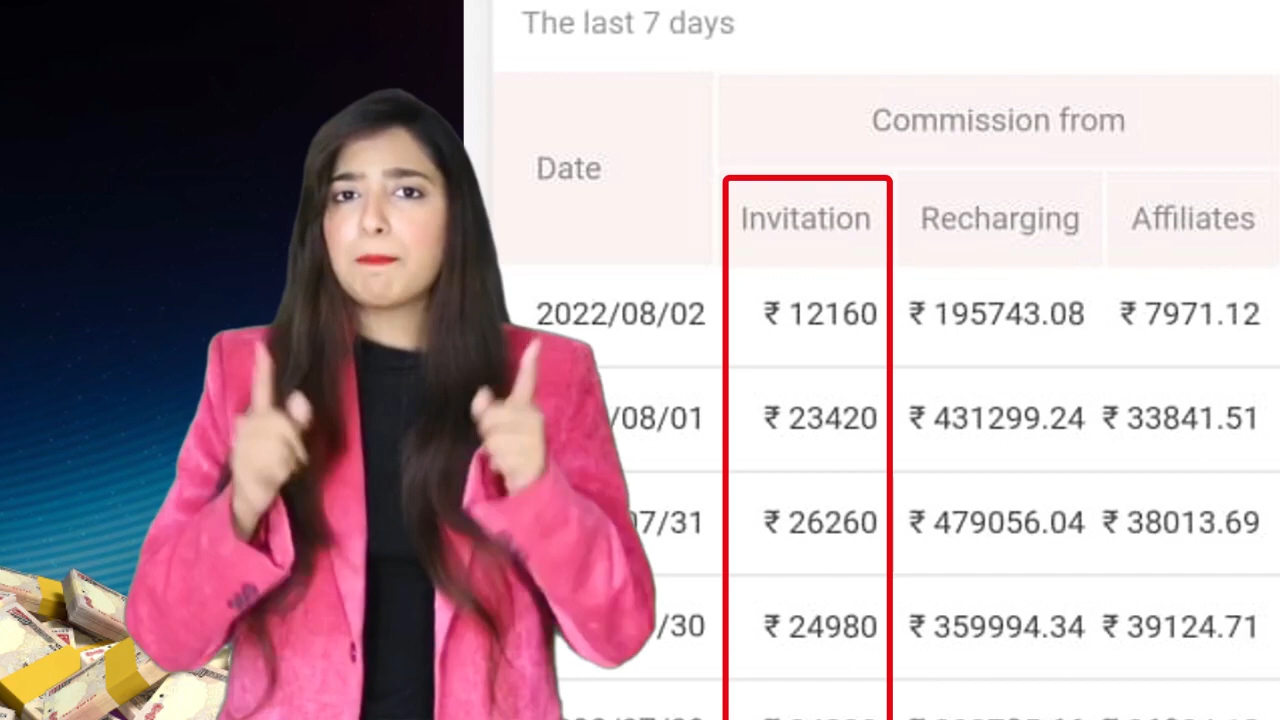 The last 7 days
Commission from
Date
Invitation Recharging Affiliates
2022/08/02 ₹ 12160 ₹ 195743.08 ₹ 7971.12
/08/01 ₹ 23420 ₹ 431299.24 ₹ 33841.51
07/31 ₹ 26260 ₹ 479056.04 ₹ 38013.69
/30 ₹ 24980 ₹ 359994.34 ₹ 39124.71